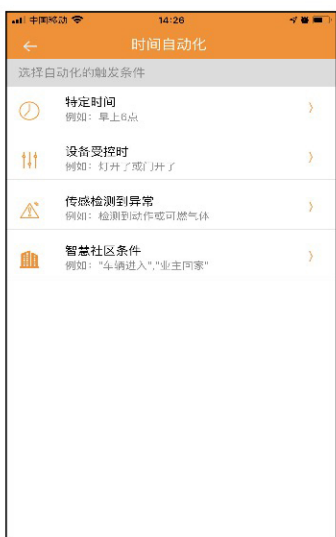 中国移动 14:26
时间自动化
选择自动化的触发条件
特定时间
例如：早上6点
设备受控时
例如：灯开了或门开了
传感检测到异常
例如：检测到动作或可燃气体
智慧社区条件
例如："车辆进入","业主回家"